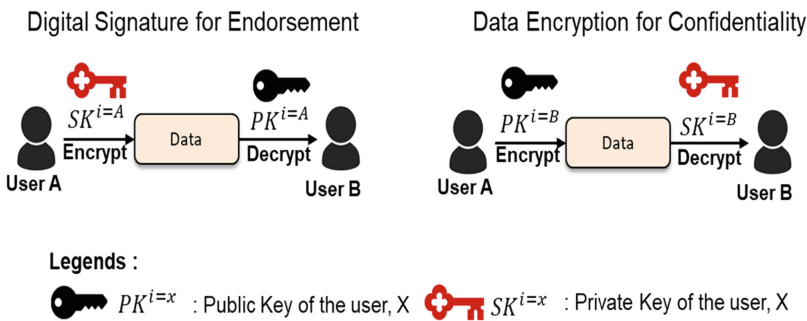 Digital Signature for Endorsement
SK^{i=A}
PK^{i=A}
Data
Encrypt
Decrypt
User A
User B
Data Encryption for Confidentiality
PK^{i=B}
SK^{i=B}
Data
Encrypt
Decrypt
User A
User B
Legends :
PK^{i=x} : Public Key of the user, X
SK^{i=x} : Private Key of the user, X